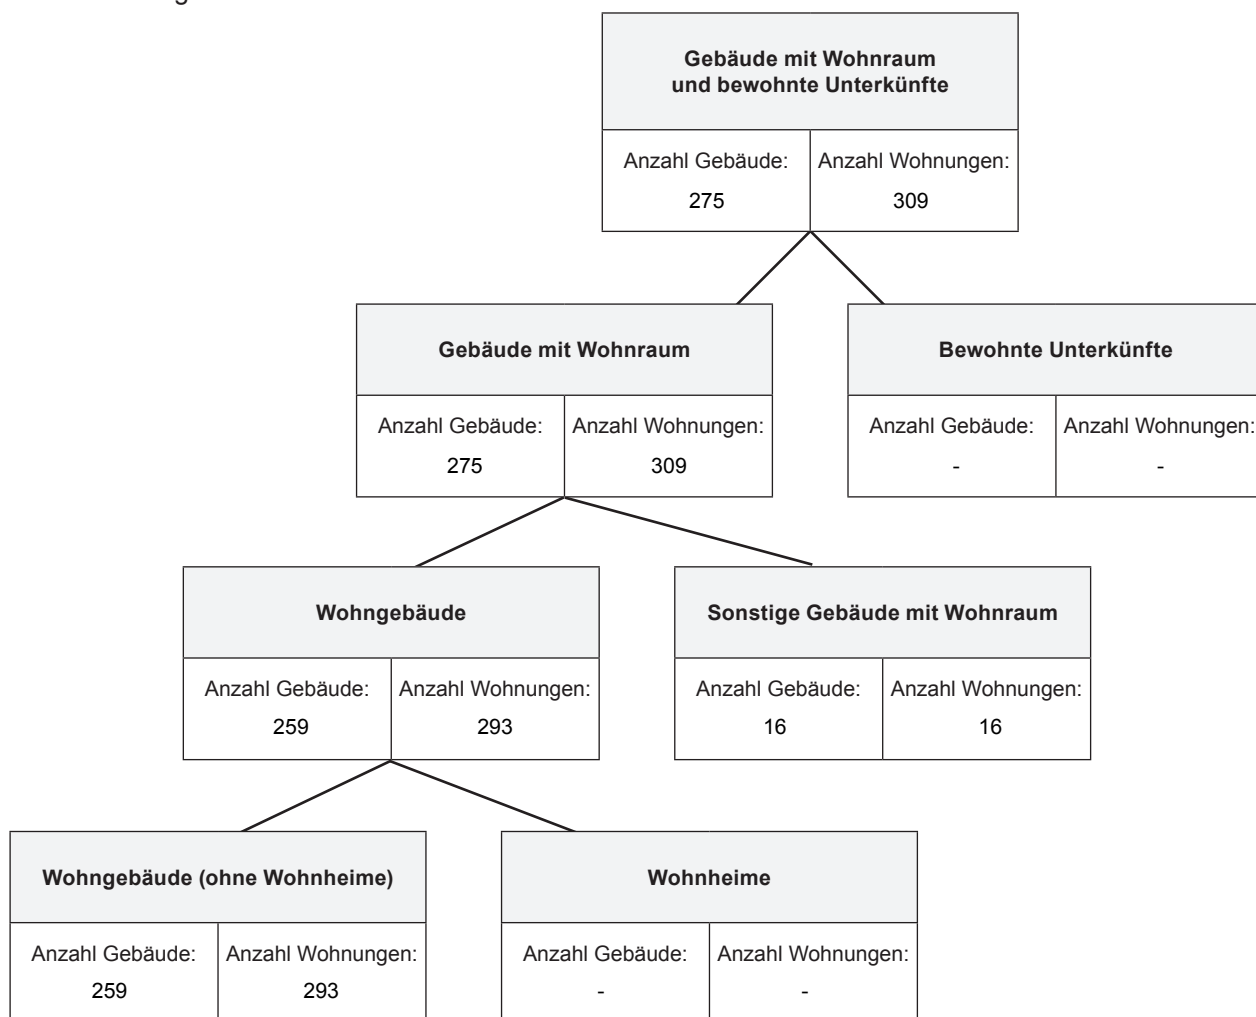 Gebäude mit Wohnraum
und bewohnte Unterkünfte
Anzahl Gebäude: Anzahl Wohnungen:
275 309
Gebäude mit Wohnraum
Anzahl Gebäude: Anzahl Wohnungen:
275 309
Bewohnte Unterkünfte
Anzahl Gebäude: Anzahl Wohnungen:
- -
Wohngebäude
Anzahl Gebäude: Anzahl Wohnungen:
259 293
Sonstige Gebäude mit Wohnraum
Anzahl Gebäude: Anzahl Wohnungen:
16 16
Wohngebäude (ohne Wohnheime)
Anzahl Gebäude: Anzahl Wohnungen:
259 293
Wohnheime
Anzahl Gebäude: Anzahl Wohnungen:
- -